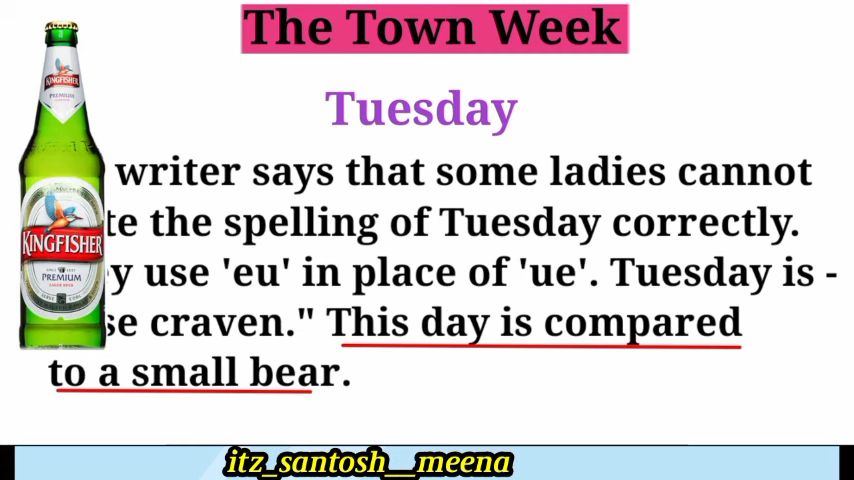 The Town Week
Tuesday
writer says that some ladies cannot
te the spelling of Tuesday correctly.
y use 'eu' in place of 'ue'. Tuesday is -
se craven." This day is compared
to a small bear.
KINGFISHER
PREMIUM
KINGFISHER
PREMIUM
LAGER BEER
itz_santosh__meena